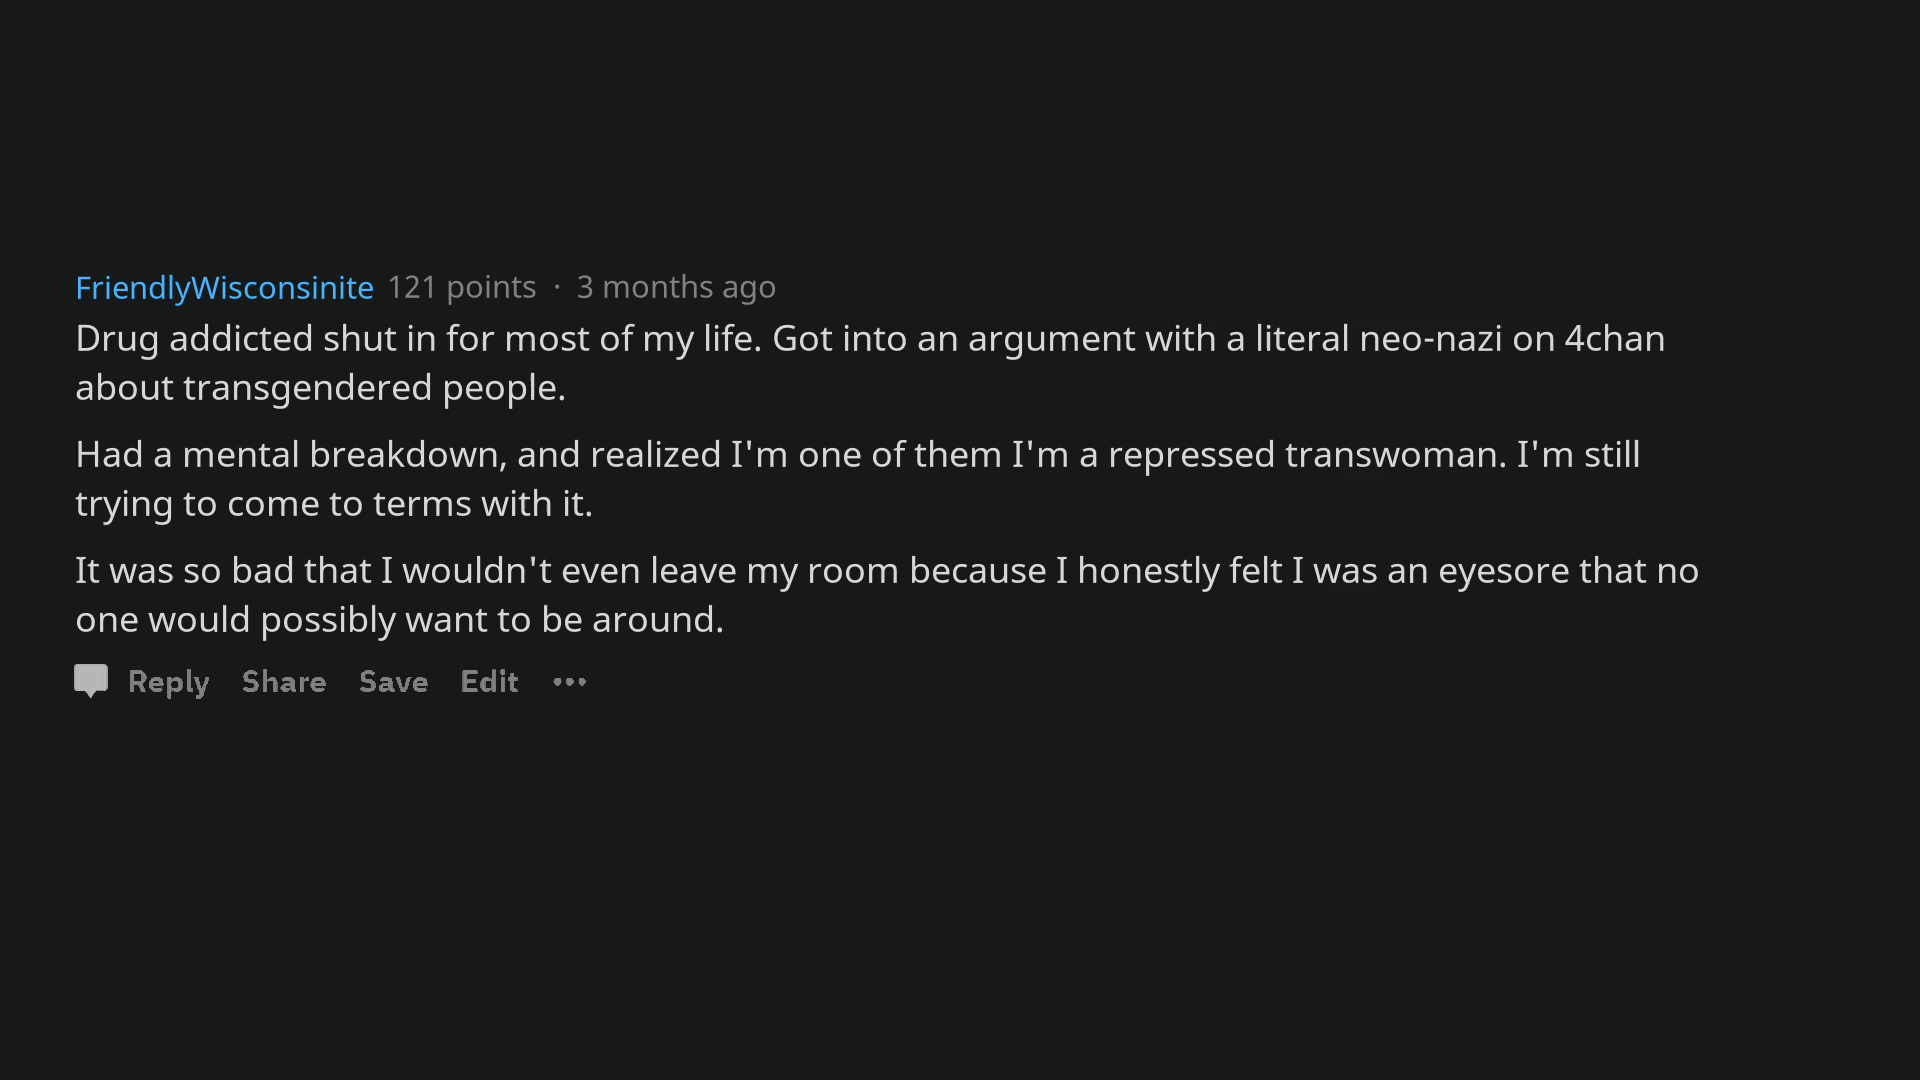 FriendlyWisconsinite 121 points · 3 months ago
Drug addicted shut in for most of my life. Got into an argument with a literal neo-nazi on 4chan
about transgendered people.
Had a mental breakdown, and realized I'm one of them I'm a repressed transwoman. I'm still
trying to come to terms with it.
It was so bad that I wouldn't even leave my room because I honestly felt I was an eyesore that no
one would possibly want to be around.
Reply Share Save Edit •••